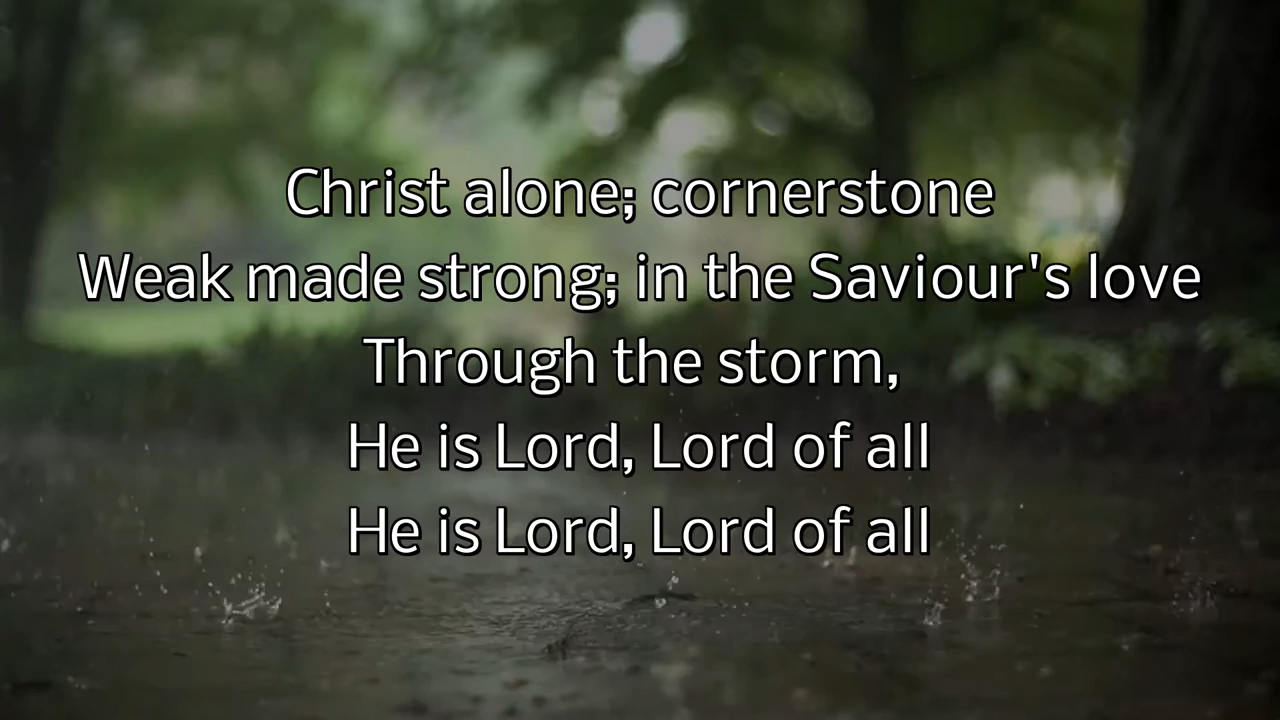 Christ alone; cornerstone
Weak made strong; in the Saviour's love
Through the storm,
He is Lord, Lord of all
He is Lord, Lord of all